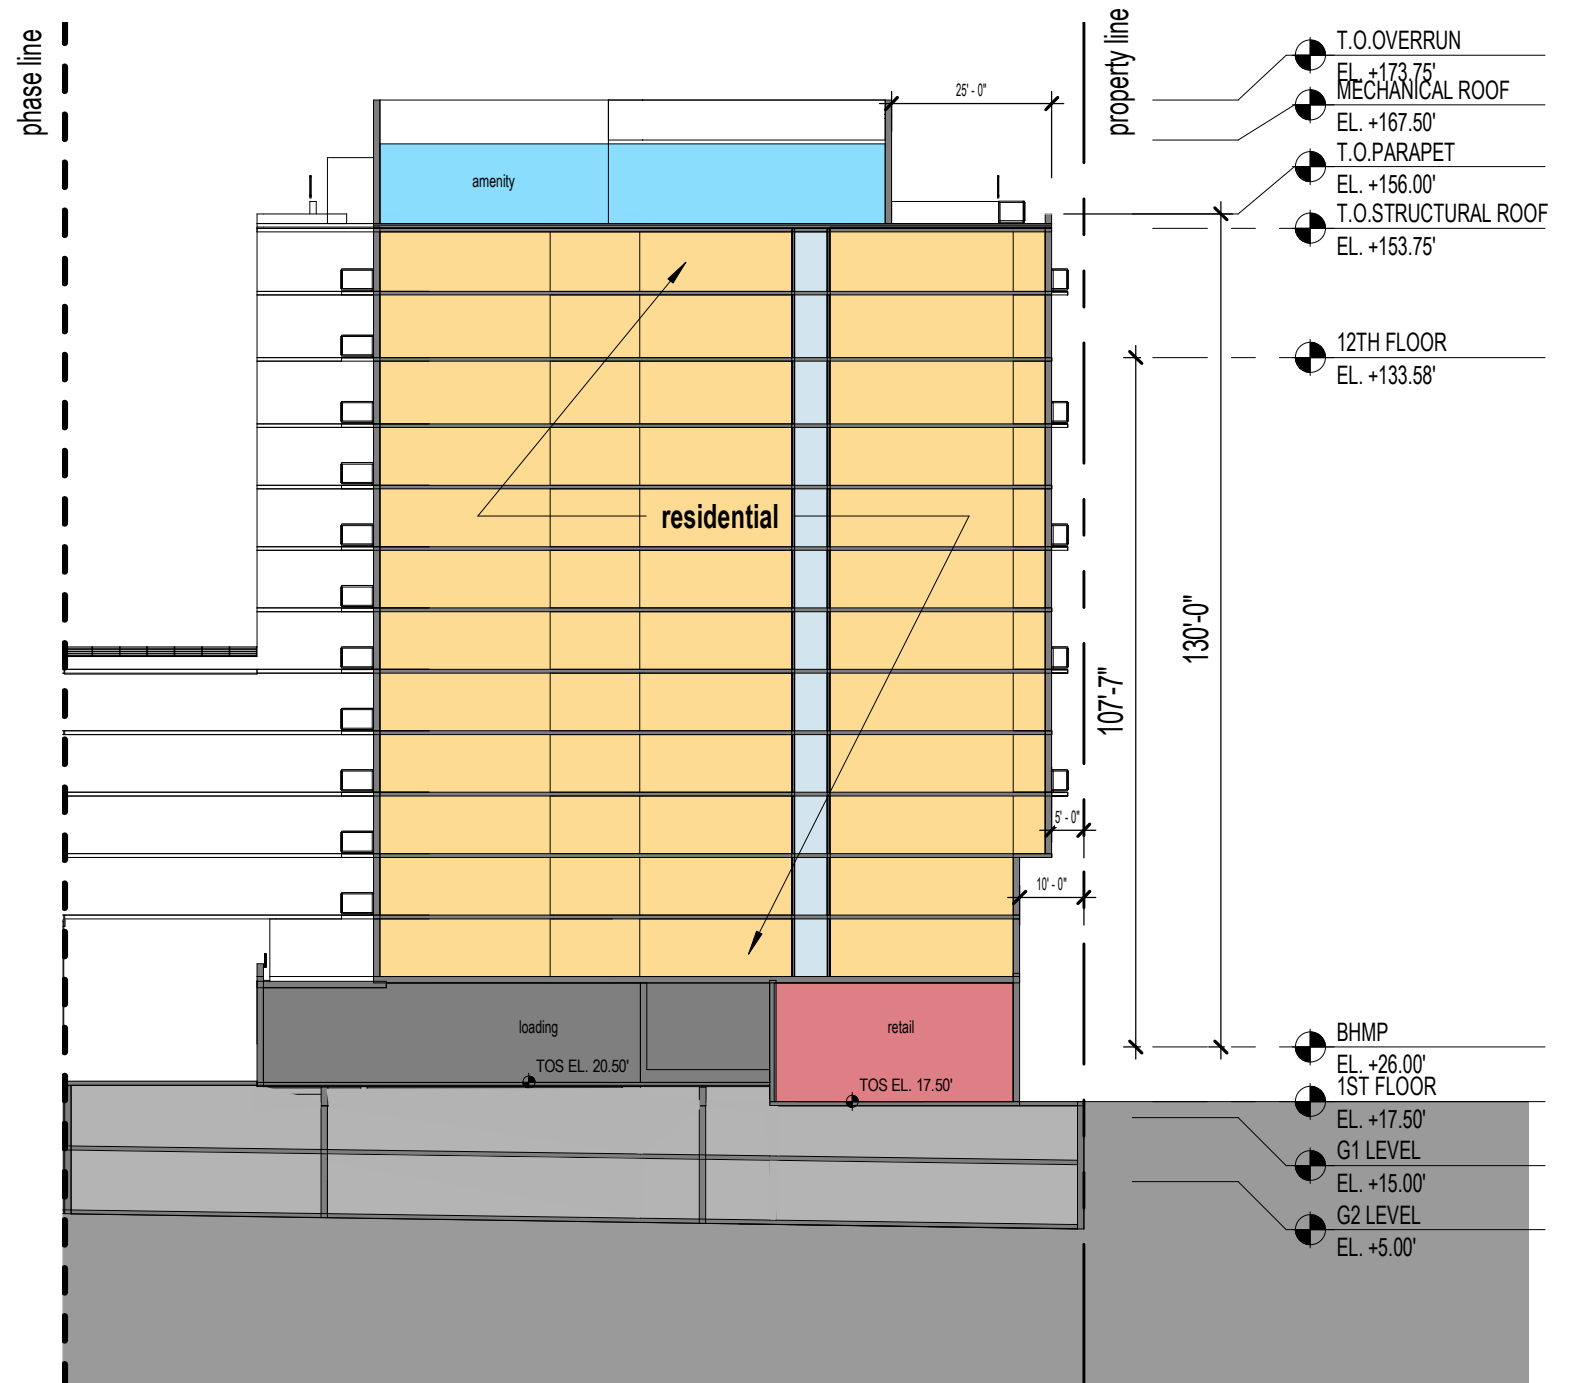 phase line
property line
T.O.OVERRUN
EL. +173.75'
MECHANICAL ROOF
EL. +167.50'
T.O.PARAPET
EL. +156.00'
T.O.STRUCTURAL ROOF
EL. +153.75'
25' - 0"
amenity
12TH FLOOR
EL. +133.58'
residential
130'-0"
107'-7"
5' - 0"
10' - 0"
loading
retail
TOS EL. 20.50'
TOS EL. 17.50'
BHMP
EL. +26.00'
1ST FLOOR
EL. +17.50'
G1 LEVEL
EL. +15.00'
G2 LEVEL
EL. +5.00'